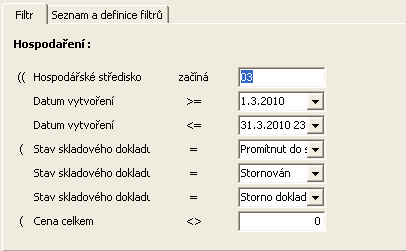 Filtr Seznam a definice filtrů
Hospodaření :
(( Hospodářské středisko začíná 03
Datum vytvoření >= 1.3.2010
Datum vytvoření <= 31.3.2010 23
( Stav skladového dokladu = Promítnut do s
Stav skladového dokladu = Stornován
Stav skladového dokladu = Storno doklad
( Cena celkem <> 0